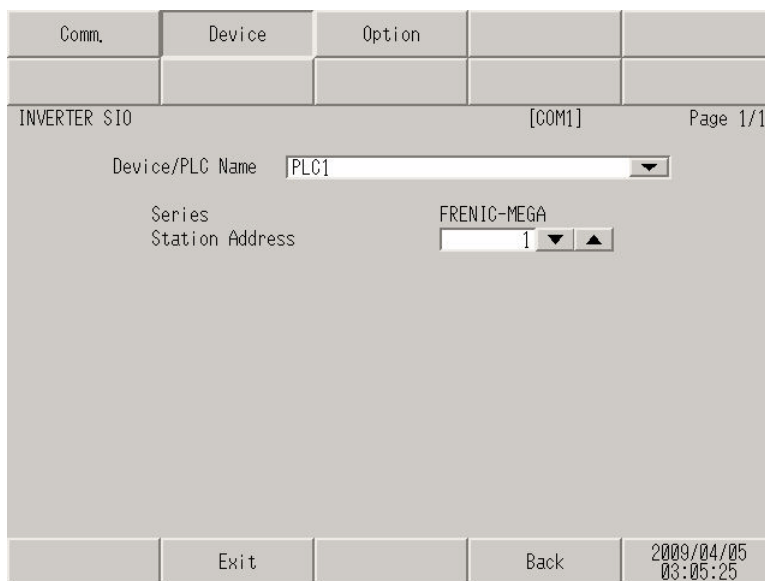 Comm. Device Option
INVERTER SIO [COM1] Page 1/1
Device/PLC Name PLC1
Series FRENIC-MEGA
Station Address 1
Exit Back 2009/04/05
03:05:25